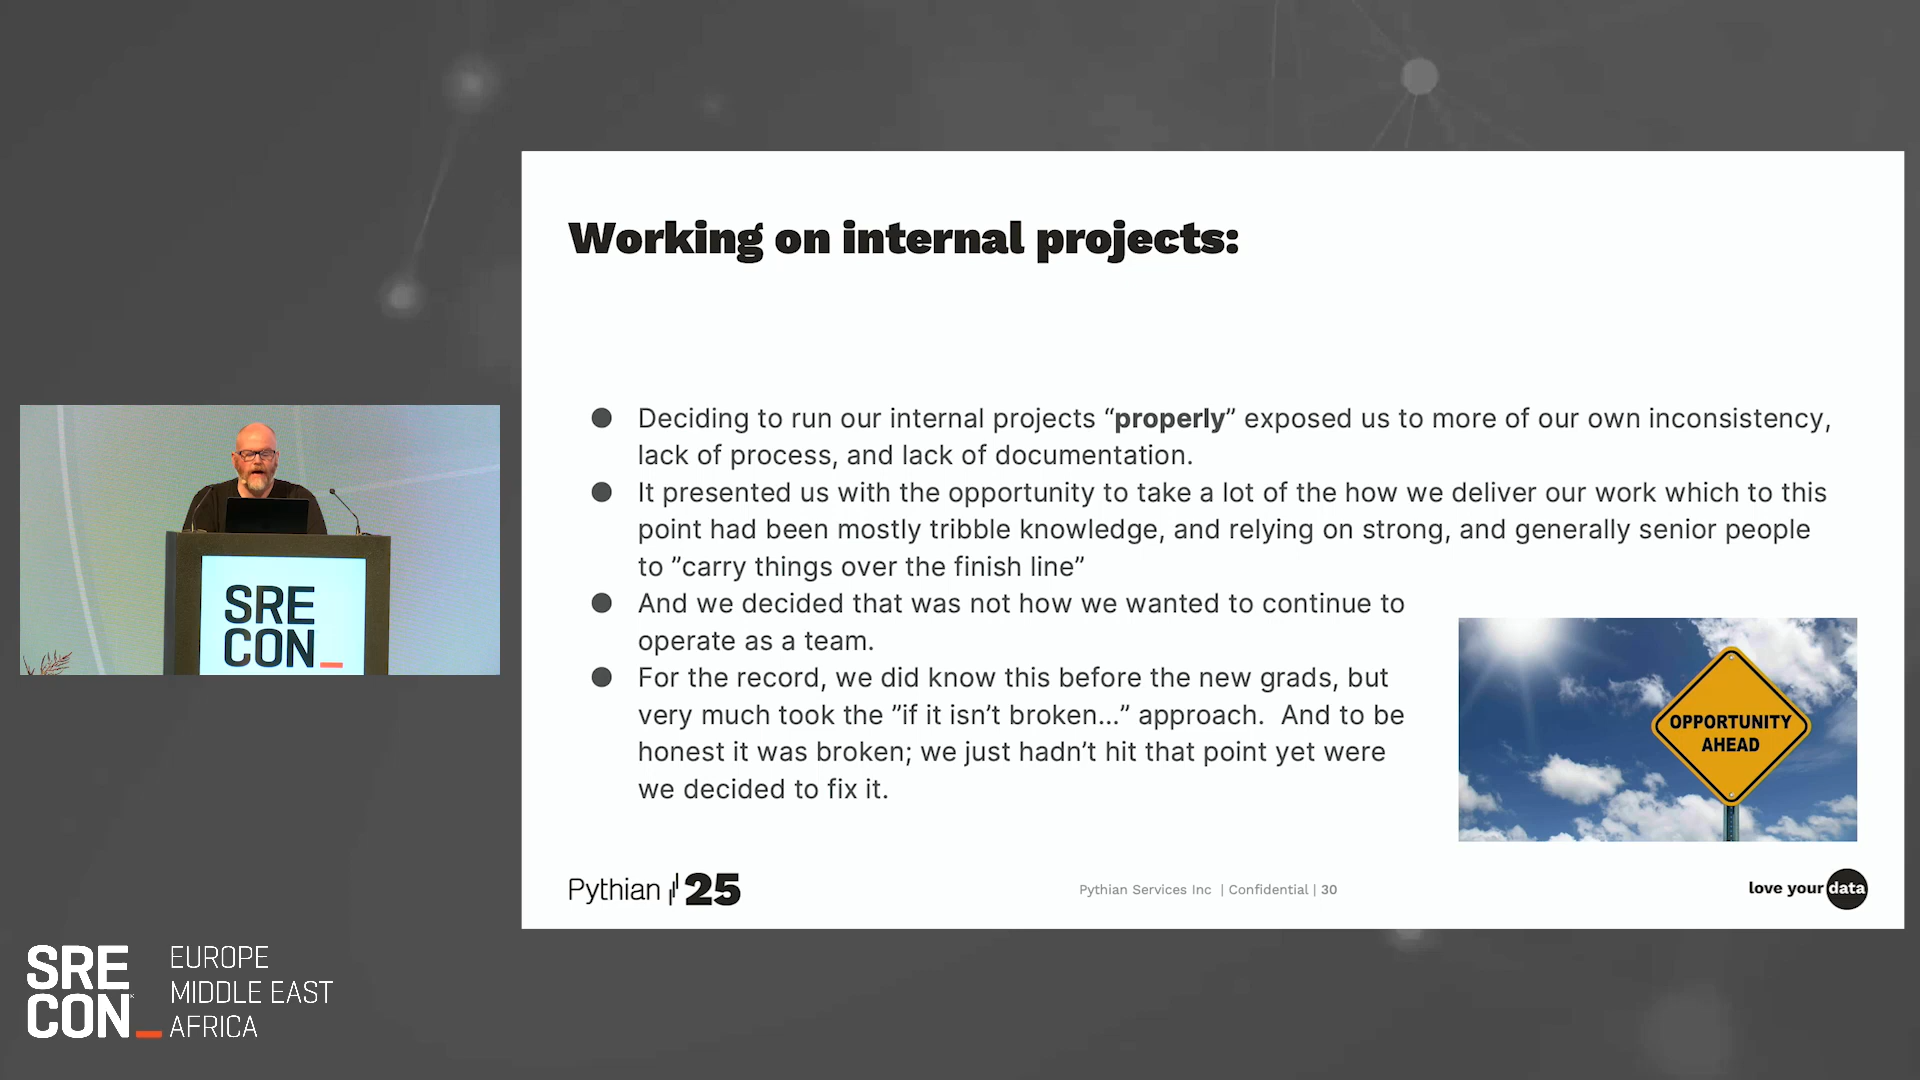 Working on internal projects:
● Deciding to run our internal projects “properly” exposed us to more of our own inconsistency,
lack of process, and lack of documentation.
● It presented us with the opportunity to take a lot of the how we deliver our work which to this
point had been mostly tribble knowledge, and relying on strong, and generally senior people
to ”carry things over the finish line”
● And we decided that was not how we wanted to continue to
operate as a team.
● For the record, we did know this before the new grads, but
very much took the ”if it isn’t broken...” approach.  And to be
honest it was broken; we just hadn’t hit that point yet were
we decided to fix it.
OPPORTUNITY
AHEAD
Pythian 25
Pythian Services Inc | Confidential | 30
love your data
SRE
CON_
SRE
CON_
EUROPE
MIDDLE EAST
AFRICA